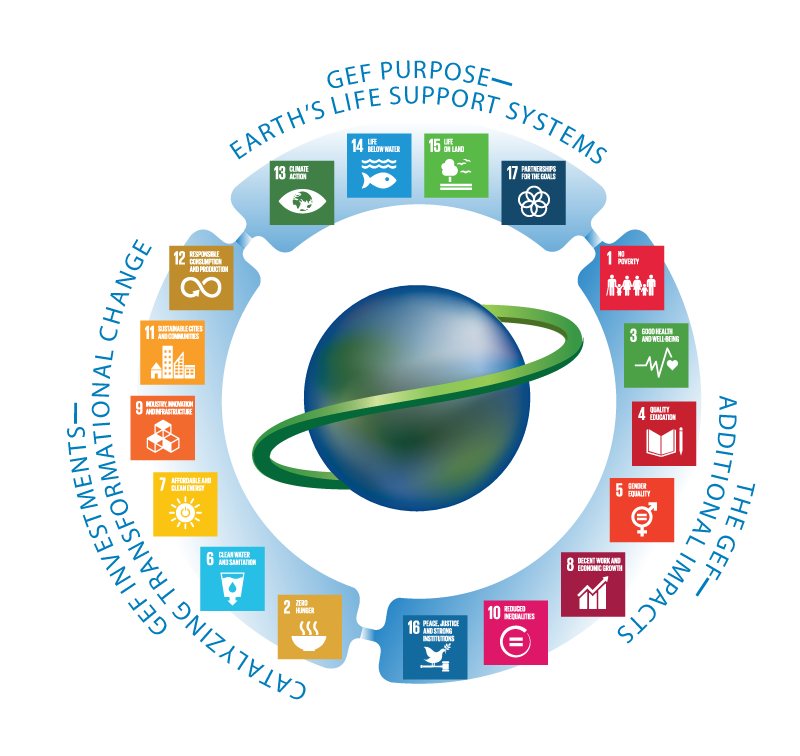 GEF PURPOSE—
EARTH'S LIFE SUPPORT SYSTEMS
13 CLIMATE
ACTION
14 LIFE
BELOW WATER
15 LIFE
ON LAND
17 PARTNERSHIPS
FOR THE GOALS
1 NO
POVERTY
3 GOOD HEALTH
AND WELL-BEING
4 QUALITY
EDUCATION
5 GENDER
EQUALITY
8 DECENT WORK AND
ECONOMIC GROWTH
10 REDUCED
INEQUALITIES
16 PEACE, JUSTICE
AND STRONG
INSTITUTIONS
THE GEF—
ADDITIONAL IMPACTS
12 RESPONSIBLE
CONSUMPTION
AND PRODUCTION
11 SUSTAINABLE CITIES
AND COMMUNITIES
9 INDUSTRY, INNOVATION
AND INFRASTRUCTURE
7 AFFORDABLE AND
CLEAN ENERGY
6 CLEAN WATER
AND SANITATION
2 ZERO
HUNGER
GEF INVESTMENTS—
CATALYZING TRANSFORMATIONAL CHANGE